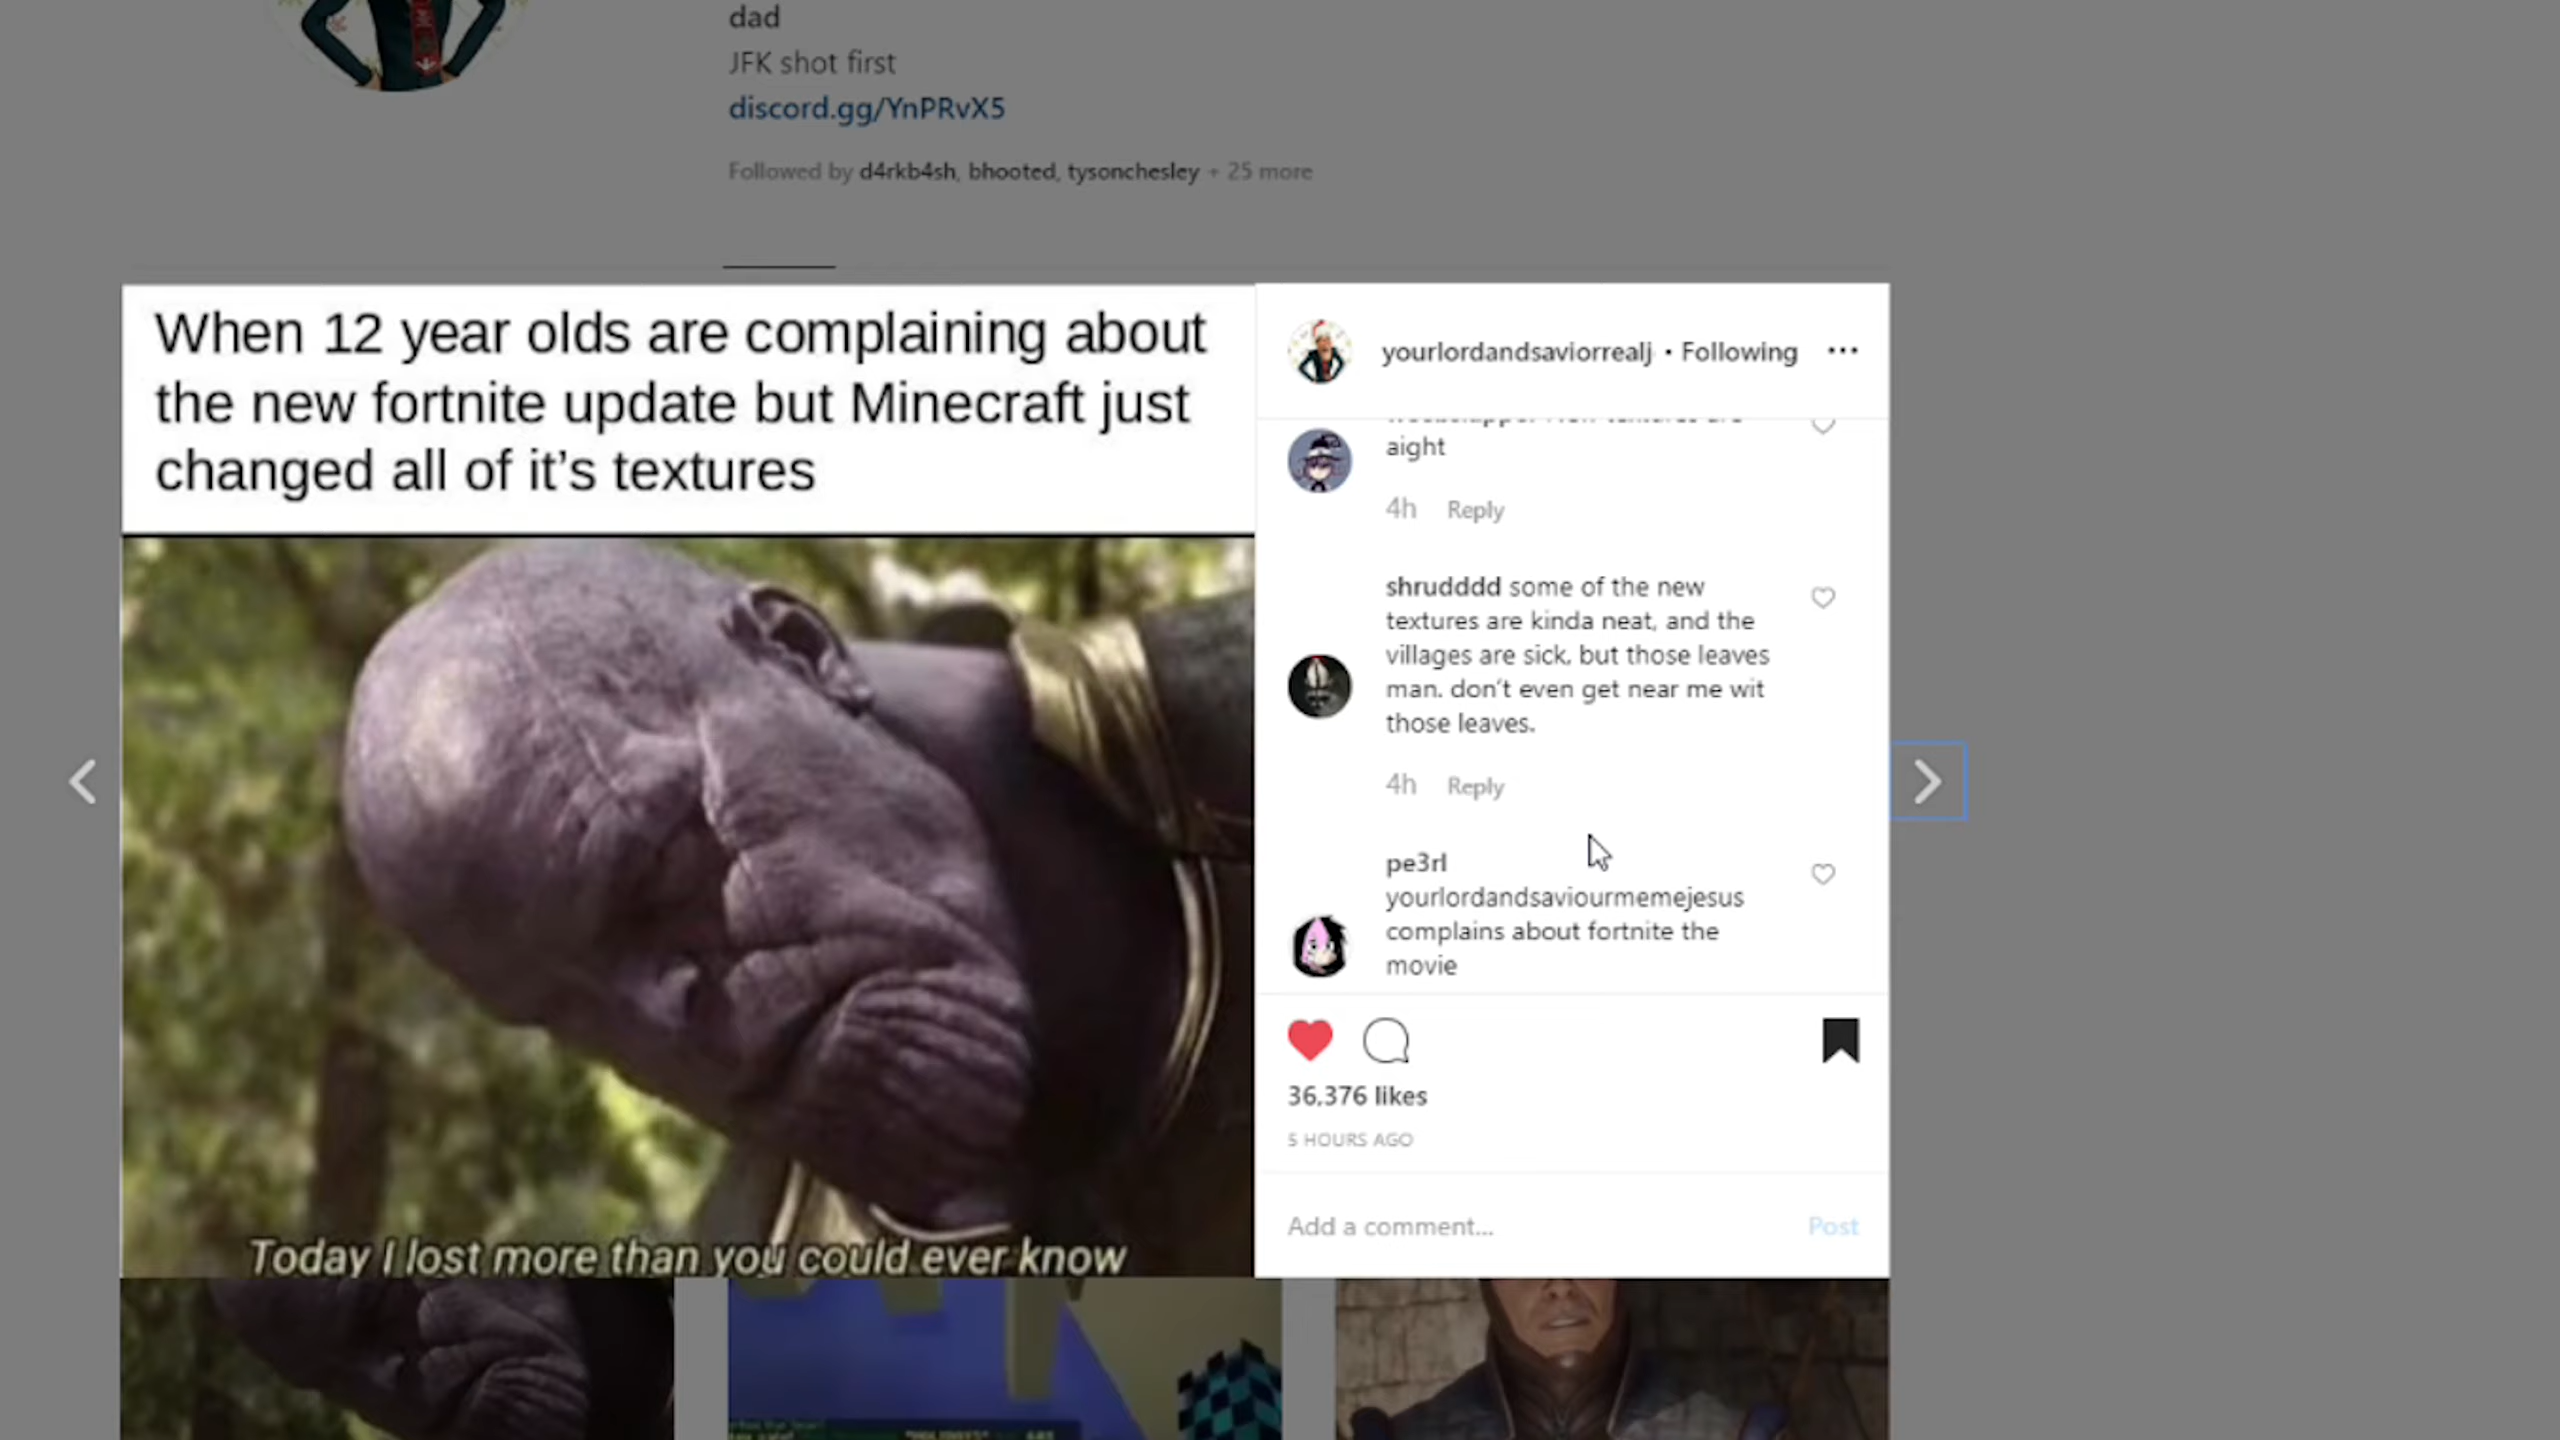 dad
JFK shot first
discord.gg/YnPRvX5
Followed by d4rkb4sh, bhooted, tysonchesley + 25 more
When 12 year olds are complaining about
the new fortnite update but Minecraft just
changed all of it's textures
Today I lost more than you could ever know
yourlordandsaviorrealj • Following
aight
4h Reply
shrudddd some of the new
textures are kinda neat, and the
villages are sick, but those leaves
man. don't even get near me wit
those leaves.
4h Reply
pe3rl
yourlordandsaviourmemejesus
complains about fortnite the
movie
36,376 likes
5 HOURS AGO
Add a comment...
Post